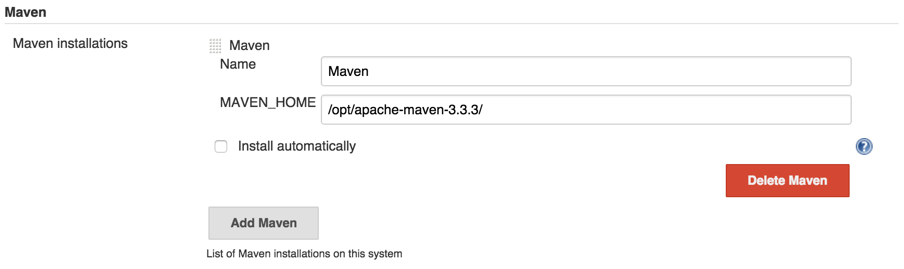 Maven
Maven installations
Maven
Name
Maven
MAVEN_HOME
/opt/apache-maven-3.3.3/
Install automatically
?
Delete Maven
Add Maven
List of Maven installations on this system